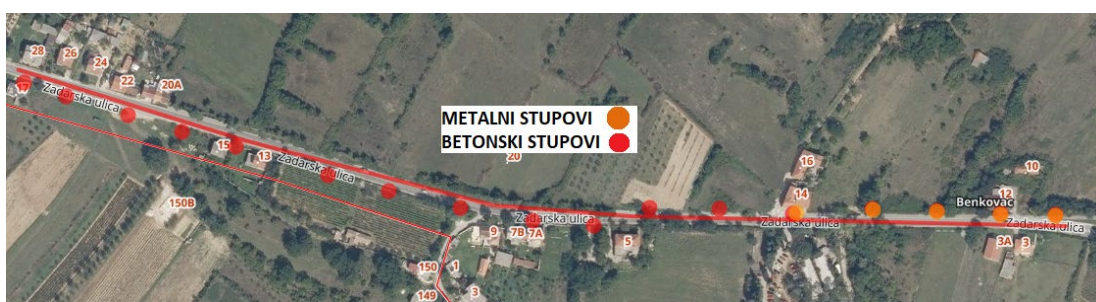 28
26
24
22
20A
17
Zadarska ulica
15
13
Zadarska ulica
150B
METALNI STUPOVI
BETONSKI STUPOVI
20
9
7B
7A
Zadarska ulica
5
150
1
149
3
16
14
Zadarska ulica
10
12
Benkovac
Zadarska ulica
3A
3